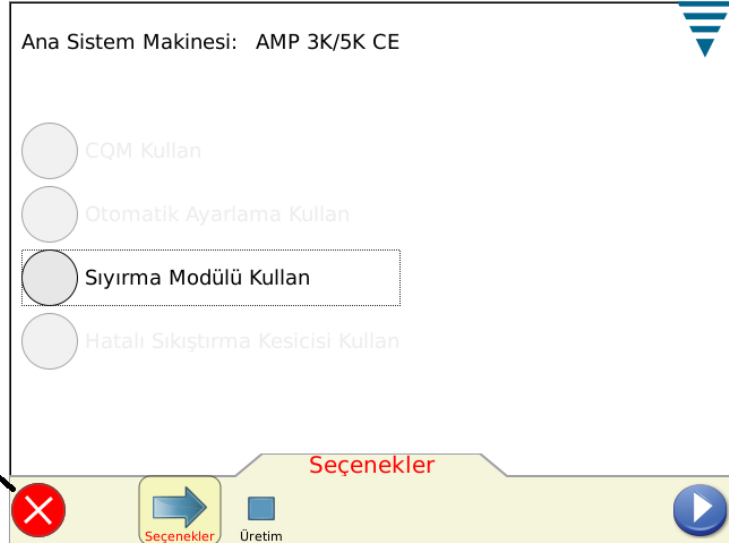 Ana Sistem Makinesi: AMP 3K/5K CE
CQM Kullan
Otomatik Ayarlama Kullan
Sıyırma Modülü Kullan
Hatalı Sıkıştırma Kesicisi Kullan
Seçenekler
Seçenekler
Üretim